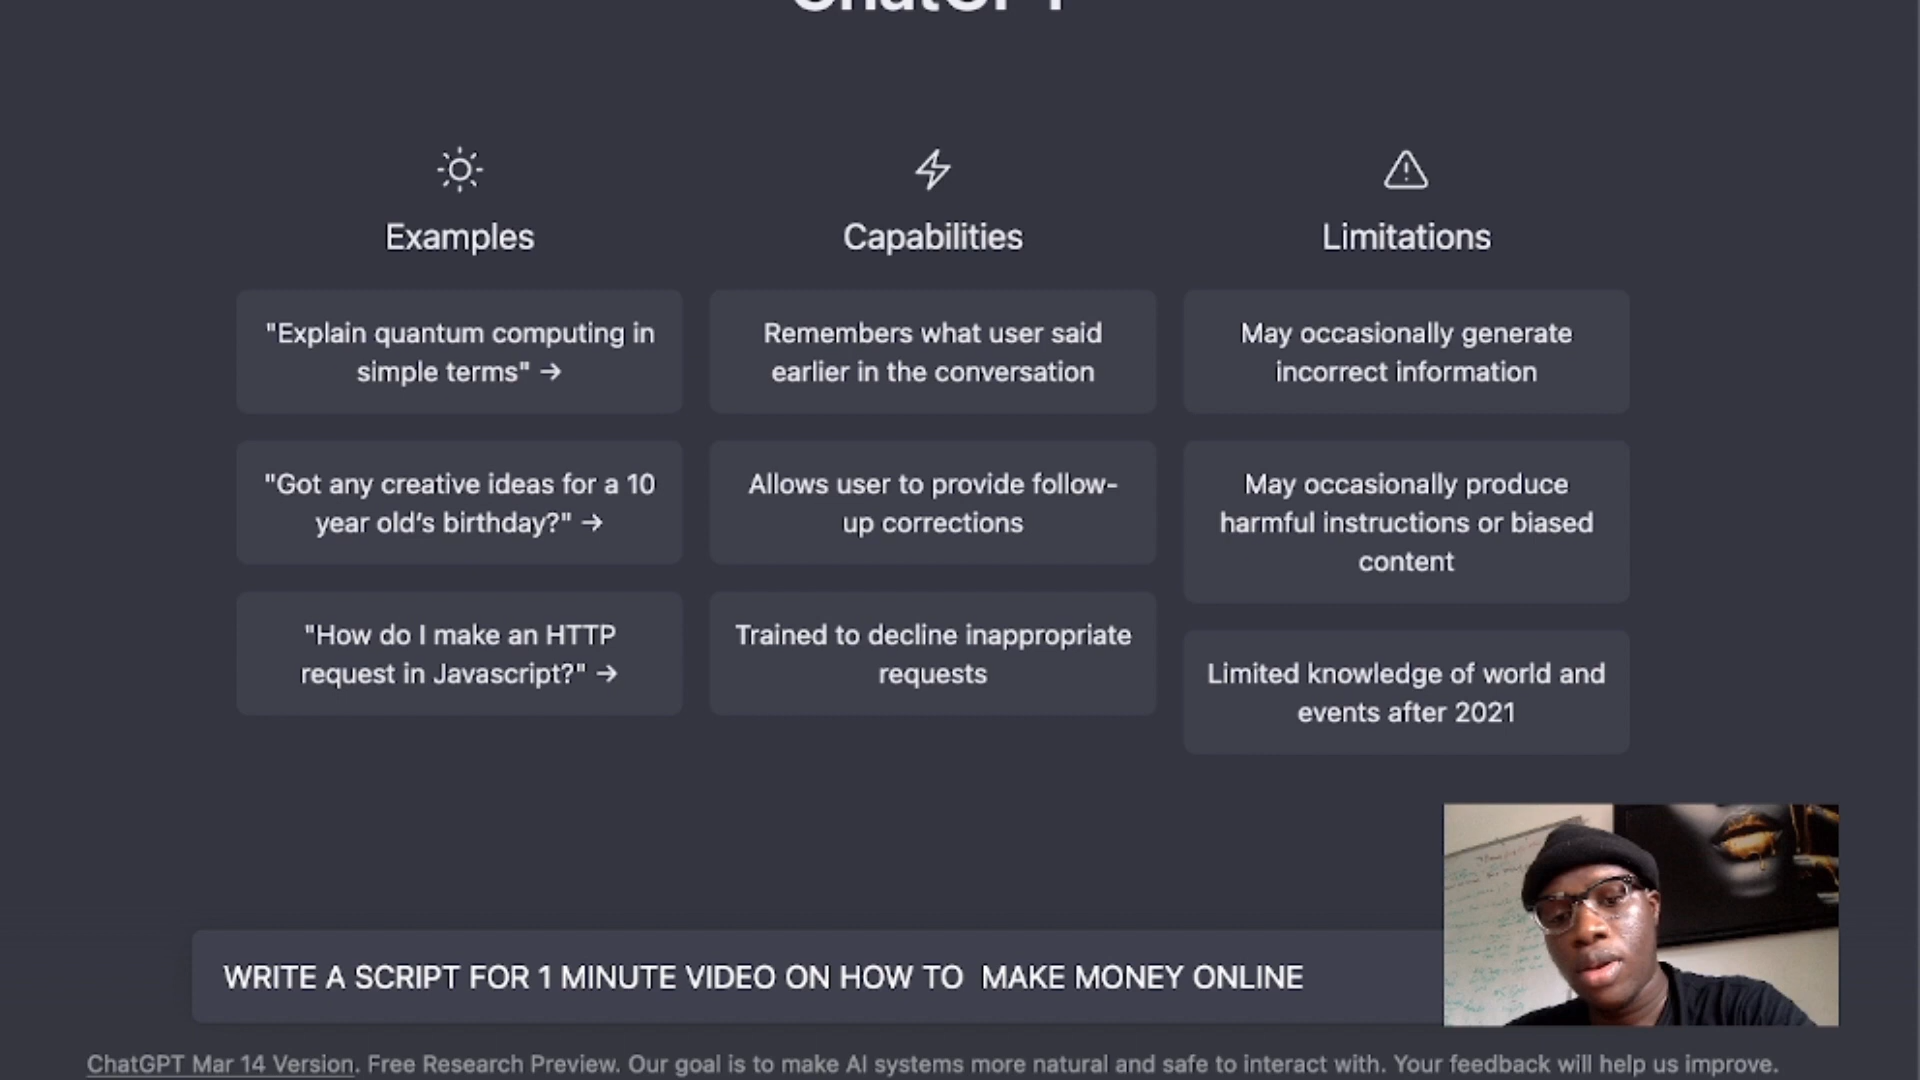 ChatGPT
Examples
Capabilities
Limitations
"Explain quantum computing in
simple terms" →
Remembers what user said
earlier in the conversation
May occasionally generate
incorrect information
"Got any creative ideas for a 10
year old's birthday?" →
Allows user to provide follow-
up corrections
May occasionally produce
harmful instructions or biased
content
"How do I make an HTTP
request in Javascript?" →
Trained to decline inappropriate
requests
Limited knowledge of world and
events after 2021
WRITE A SCRIPT FOR 1 MINUTE VIDEO ON HOW TO  MAKE MONEY ONLINE
ChatGPT Mar 14 Version. Free Research Preview. Our goal is to make AI systems more natural and safe to interact with. Your feedback will help us improve.